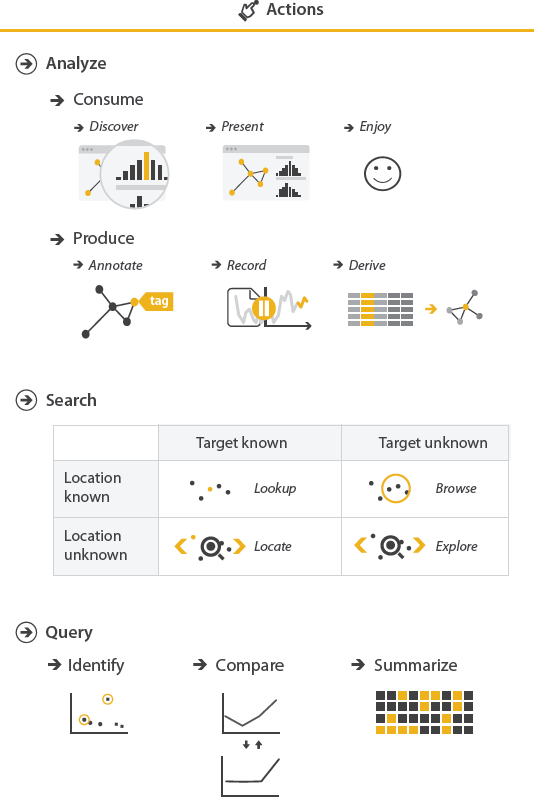 Actions
Analyze
Consume
Discover Present Enjoy
Produce
Annotate Record Derive
tag
Search
Target known Target unknown
Location known Lookup Browse
Location unknown Locate Explore
Query
Identify Compare Summarize